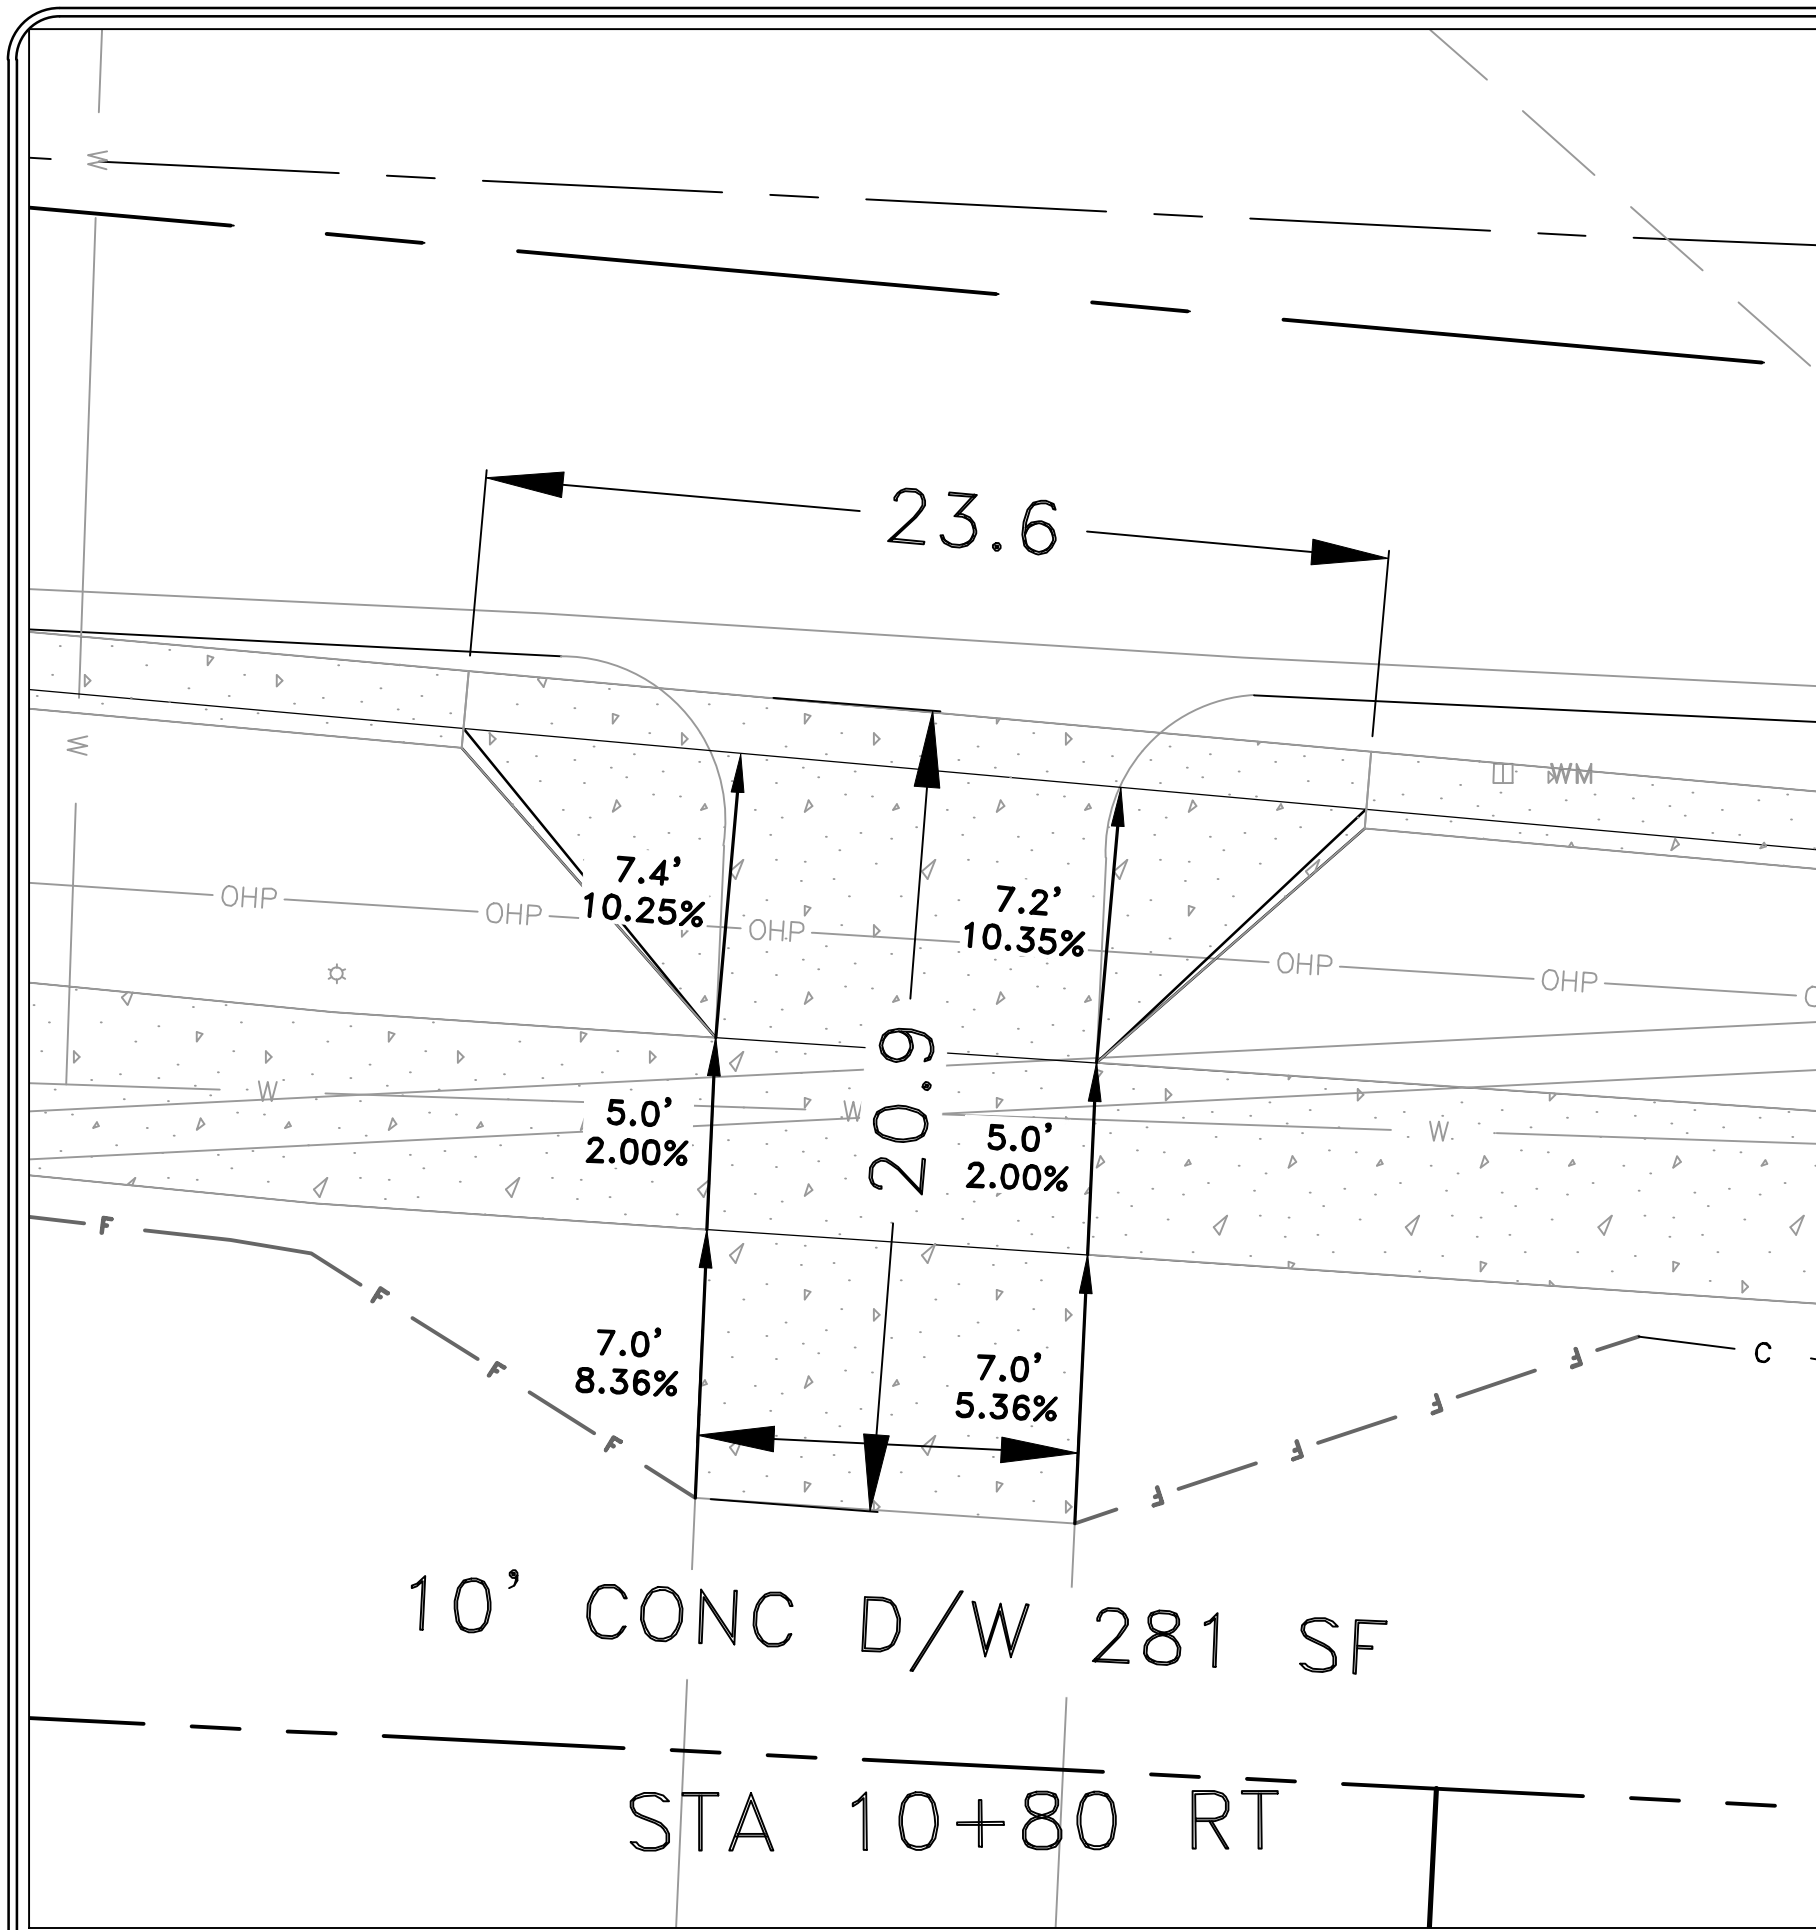 23.6
WM
7.4’
10.25%
7.2’
10.35%
OHP
OHP
OHP
OHP
OHP
20.9
W
W
W
W
W
5.0’
2.00%
5.0’
2.00%
F
F
F
F
7.0’
8.36%
7.0’
5.36%
F
F
F
F
C
10’ CONC D/W 281 SF
STA 10+80 RT